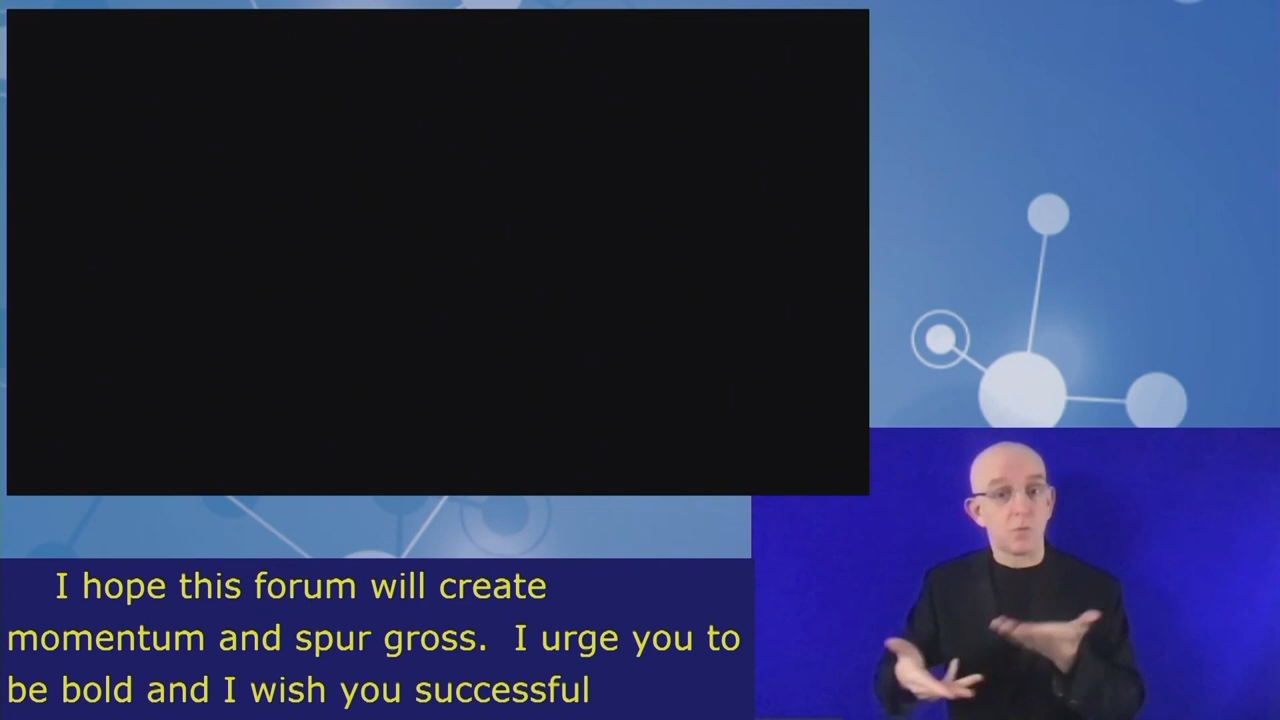 I hope this forum will create
momentum and spur gross. I urge you to
be bold and I wish you successful